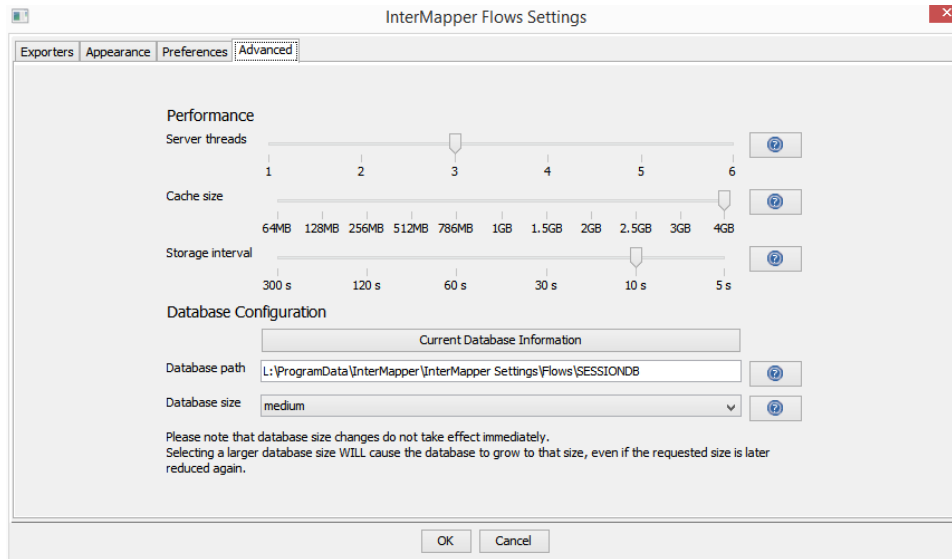 InterMapper Flows Settings
Exporters Appearance Preferences Advanced
Performance
Server threads
1 2 3 4 5 6
Cache size
64MB 128MB 256MB 512MB 786MB 1GB 1.5GB 2GB 2.5GB 3GB 4GB
Storage interval
300 s 120 s 60 s 30 s 10 s 5 s
Database Configuration
Current Database Information
Database path L:\ProgramData\InterMapper\InterMapper Settings\Flows\SESSIONDB
Database size medium
Please note that database size changes do not take effect immediately.
Selecting a larger database size WILL cause the database to grow to that size, even if the requested size is later
reduced again.
OK Cancel